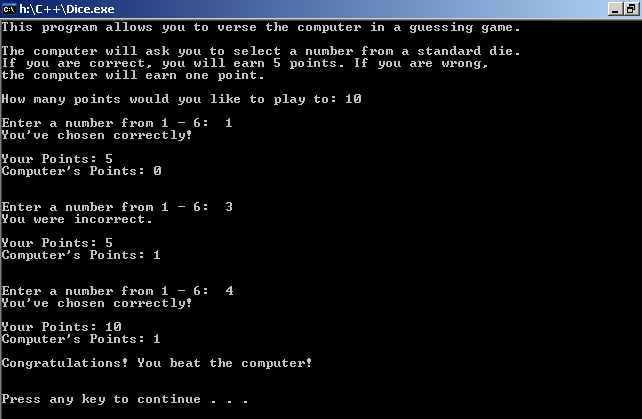 h:\C++\Dice.exe
This program allows you to verse the computer in a guessing game.
The computer will ask you to select a number from a standard die.
If you are correct, you will earn 5 points. If you are wrong,
the computer will earn one point.
How many points would you like to play to: 10
Enter a number from 1 - 6:  1
You've chosen correctly!
Your Points: 5
Computer's Points: 0
Enter a number from 1 - 6:  3
You were incorrect.
Your Points: 5
Computer's Points: 1
Enter a number from 1 - 6:  4
You've chosen correctly!
Your Points: 10
Computer's Points: 1
Congratulations! You beat the computer!
Press any key to continue . . .